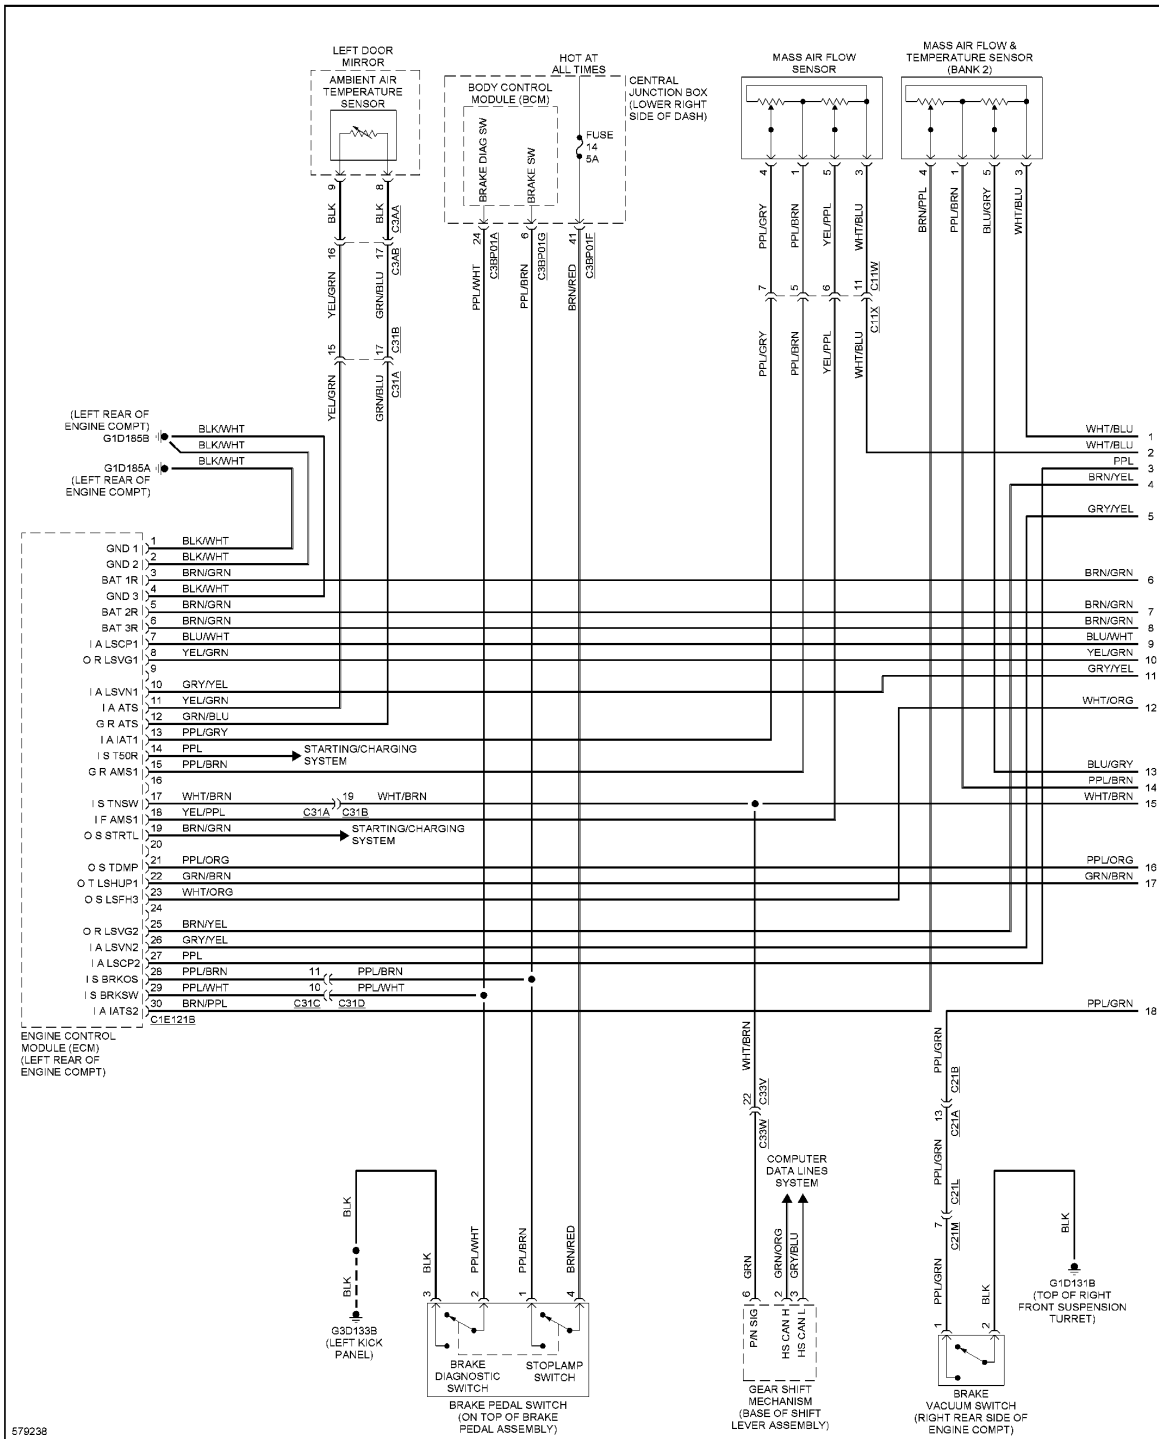 LEFT DOOR
MIRROR
AMBIENT AIR
TEMPERATURE
SENSOR
9
8
BLK
BLK
C3AA
16
17
C3AB
YEL/GRN
GRN/BLU
15
17
C31B
C31A
YEL/GRN
GRN/BLU
HOT AT
ALL TIMES
BODY CONTROL
MODULE (BCM)
BRAKE DIAG SW
BRAKE SW
FUSE
14
5A
CENTRAL
JUNCTION BOX
(LOWER RIGHT
SIDE OF DASH)
24
C3BP01A
6
C3BP01G
41
C3BP01F
PPL/WHT
PPL/BRN
BRN/RED
MASS AIR FLOW
SENSOR
4
1
5
3
PPL/GRY
PPL/BRN
YEL/PPL
WHT/BLU
7
5
6
11
C11W
C11X
PPL/GRY
PPL/BRN
YEL/PPL
WHT/BLU
MASS AIR FLOW &
TEMPERATURE SENSOR
(BANK 2)
4
1
5
3
BRN/PPL
PPL/BRN
BLU/GRY
WHT/BLU
(LEFT REAR OF
ENGINE COMPT)
G1D185B
BLK/WHT
BLK/WHT
BLK/WHT
G1D185A
(LEFT REAR OF
ENGINE COMPT)
WHT/BLU 1
WHT/BLU 2
PPL 3
BRN/YEL 4
GRY/YEL 5
BRN/GRN 6
BRN/GRN 7
BRN/GRN 8
BLU/WHT 9
YEL/GRN 10
GRY/YEL 11
WHT/ORG 12
BLU/GRY 13
PPL/BRN 14
WHT/BRN 15
PPL/ORG 16
GRN/BRN 17
PPL/GRN 18
GND 1 1 BLK/WHT
GND 2 2 BLK/WHT
BAT 1R 3 BRN/GRN
GND 3 4 BLK/WHT
BAT 2R 5 BRN/GRN
BAT 3R 6 BRN/GRN
I A LSCP1 7 BLU/WHT
O R LSVG1 8 YEL/GRN
9
I A LSVN1 10 GRY/YEL
I A ATS 11 YEL/GRN
G R ATS 12 GRN/BLU
I A IAT1 13 PPL/GRY
I S T50R 14 PPL
STARTING/CHARGING
SYSTEM
G R AMS1 15 PPL/BRN
16
I S TNSW 17 WHT/BRN 19 WHT/BRN
C31A C31B
I F AMS1 18 YEL/PPL
O S STRTL 19 BRN/GRN
STARTING/CHARGING
SYSTEM
20
O S TDMP 21 PPL/ORG
O T LSHUP1 22 GRN/BRN
O S LSFH3 23 WHT/ORG
24
O R LSVG2 25 BRN/YEL
I A LSVN2 26 GRY/YEL
I A LSCP2 27 PPL
I S BRKOS 28 PPL/BRN 11 PPL/BRN
I S BRKSW 29 PPL/WHT 10 PPL/WHT
C31C C31D
I A IATS2 30 BRN/PPL
C1E121B
ENGINE CONTROL
MODULE (ECM)
(LEFT REAR OF
ENGINE COMPT)
BLK
BLK
G3D133B
(LEFT KICK
PANEL)
BLK
PPL/WHT
PPL/BRN
BRN/RED
3
2
1
4
BRAKE
DIAGNOSTIC
SWITCH
STOPLAMP
SWITCH
BRAKE PEDAL SWITCH
(ON TOP OF BRAKE
PEDAL ASSEMBLY)
WHT/BRN
22
C33V
C33W
COMPUTER
DATA LINES
SYSTEM
GRN
GRN/ORG
GRY/BLU
6
2
3
P/N SIG
HS CAN H
HS CAN L
GEAR SHIFT
MECHANISM
(BASE OF SHIFT
LEVER ASSEMBLY)
PPL/GRN
C21B
13
C21A
PPL/GRN
C21L
7
C21M
PPL/GRN
BLK
BLK
G1D131B
(TOP OF RIGHT
FRONT SUSPENSION
TURRET)
1
2
BRAKE
VACUUM SWITCH
(RIGHT REAR SIDE OF
ENGINE COMPT)
579238